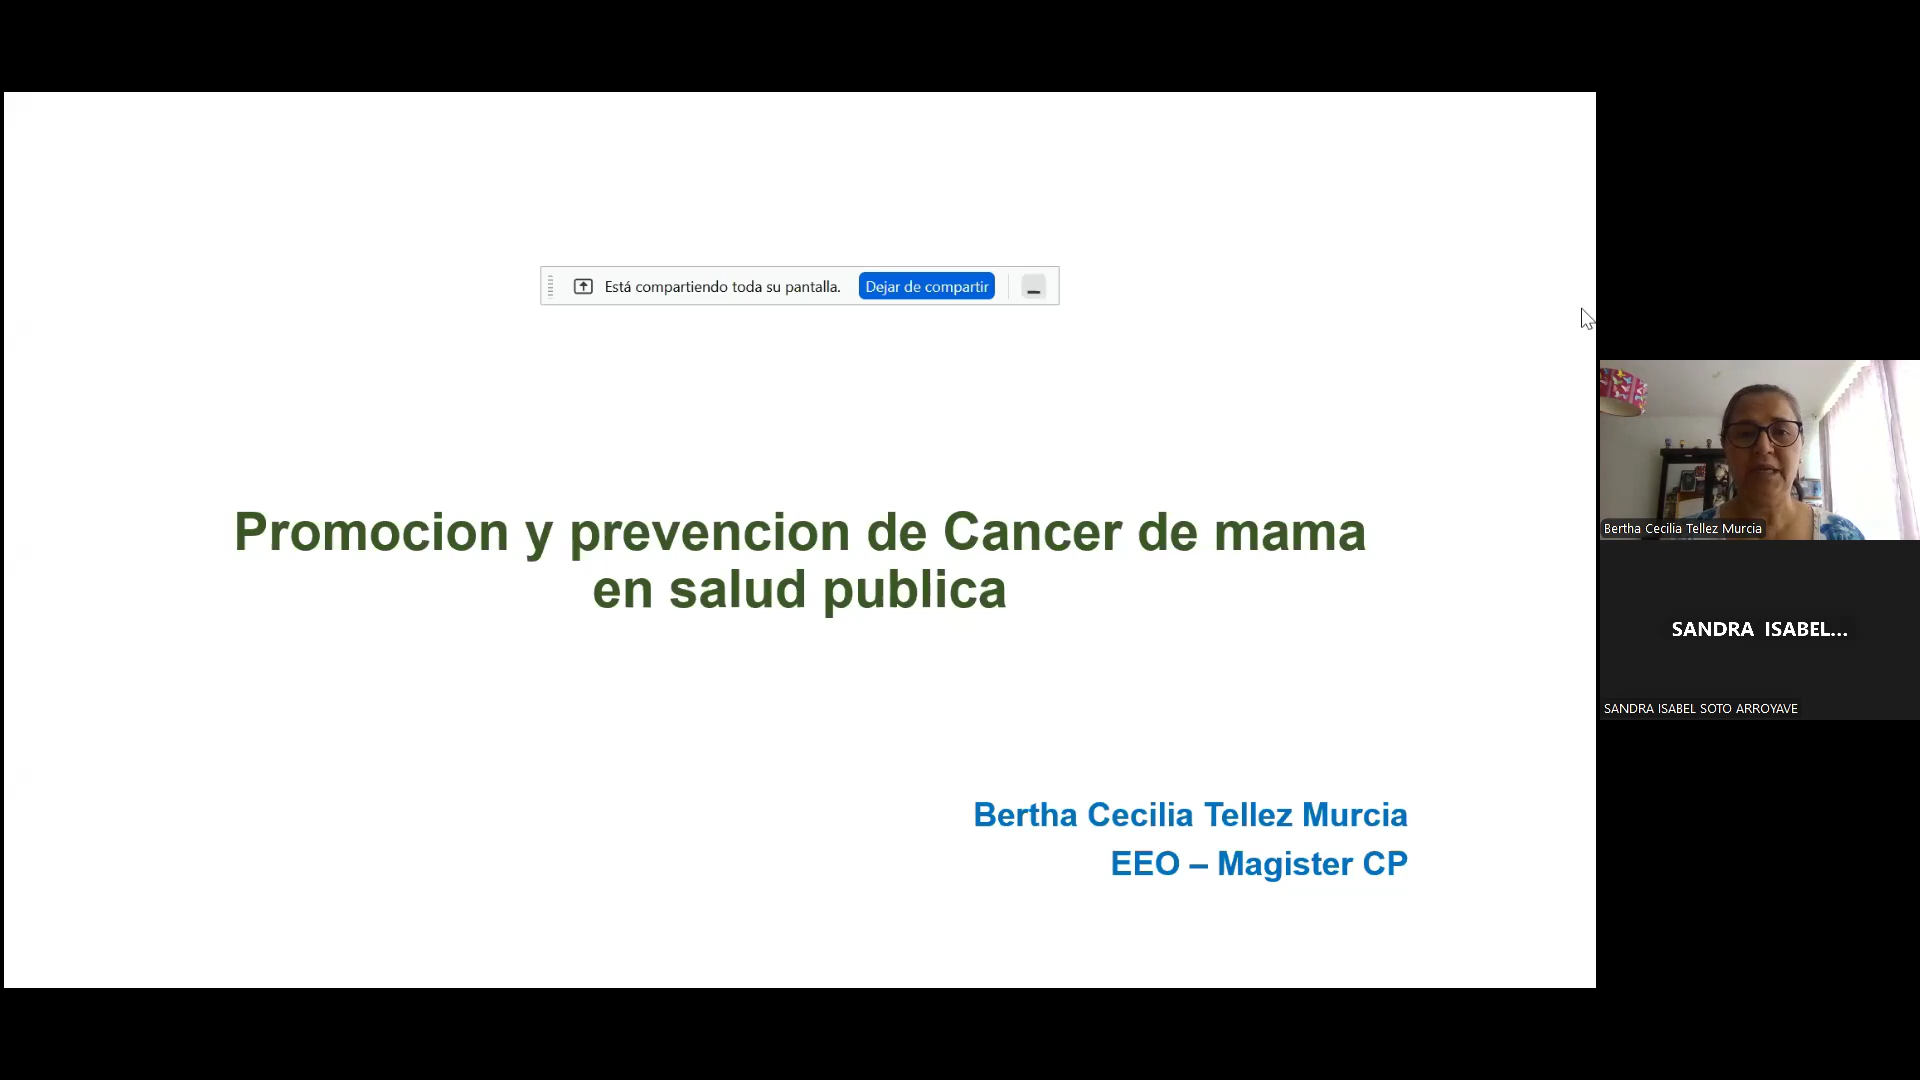 Está compartiendo toda su pantalla. Dejar de compartir
Promocion y prevencion de Cancer de mama
en salud publica
Bertha Cecilia Tellez Murcia
EEO – Magister CP
Bertha Cecilia Tellez Murcia
SANDRA ISABEL...
SANDRA ISABEL SOTO ARROYAVE